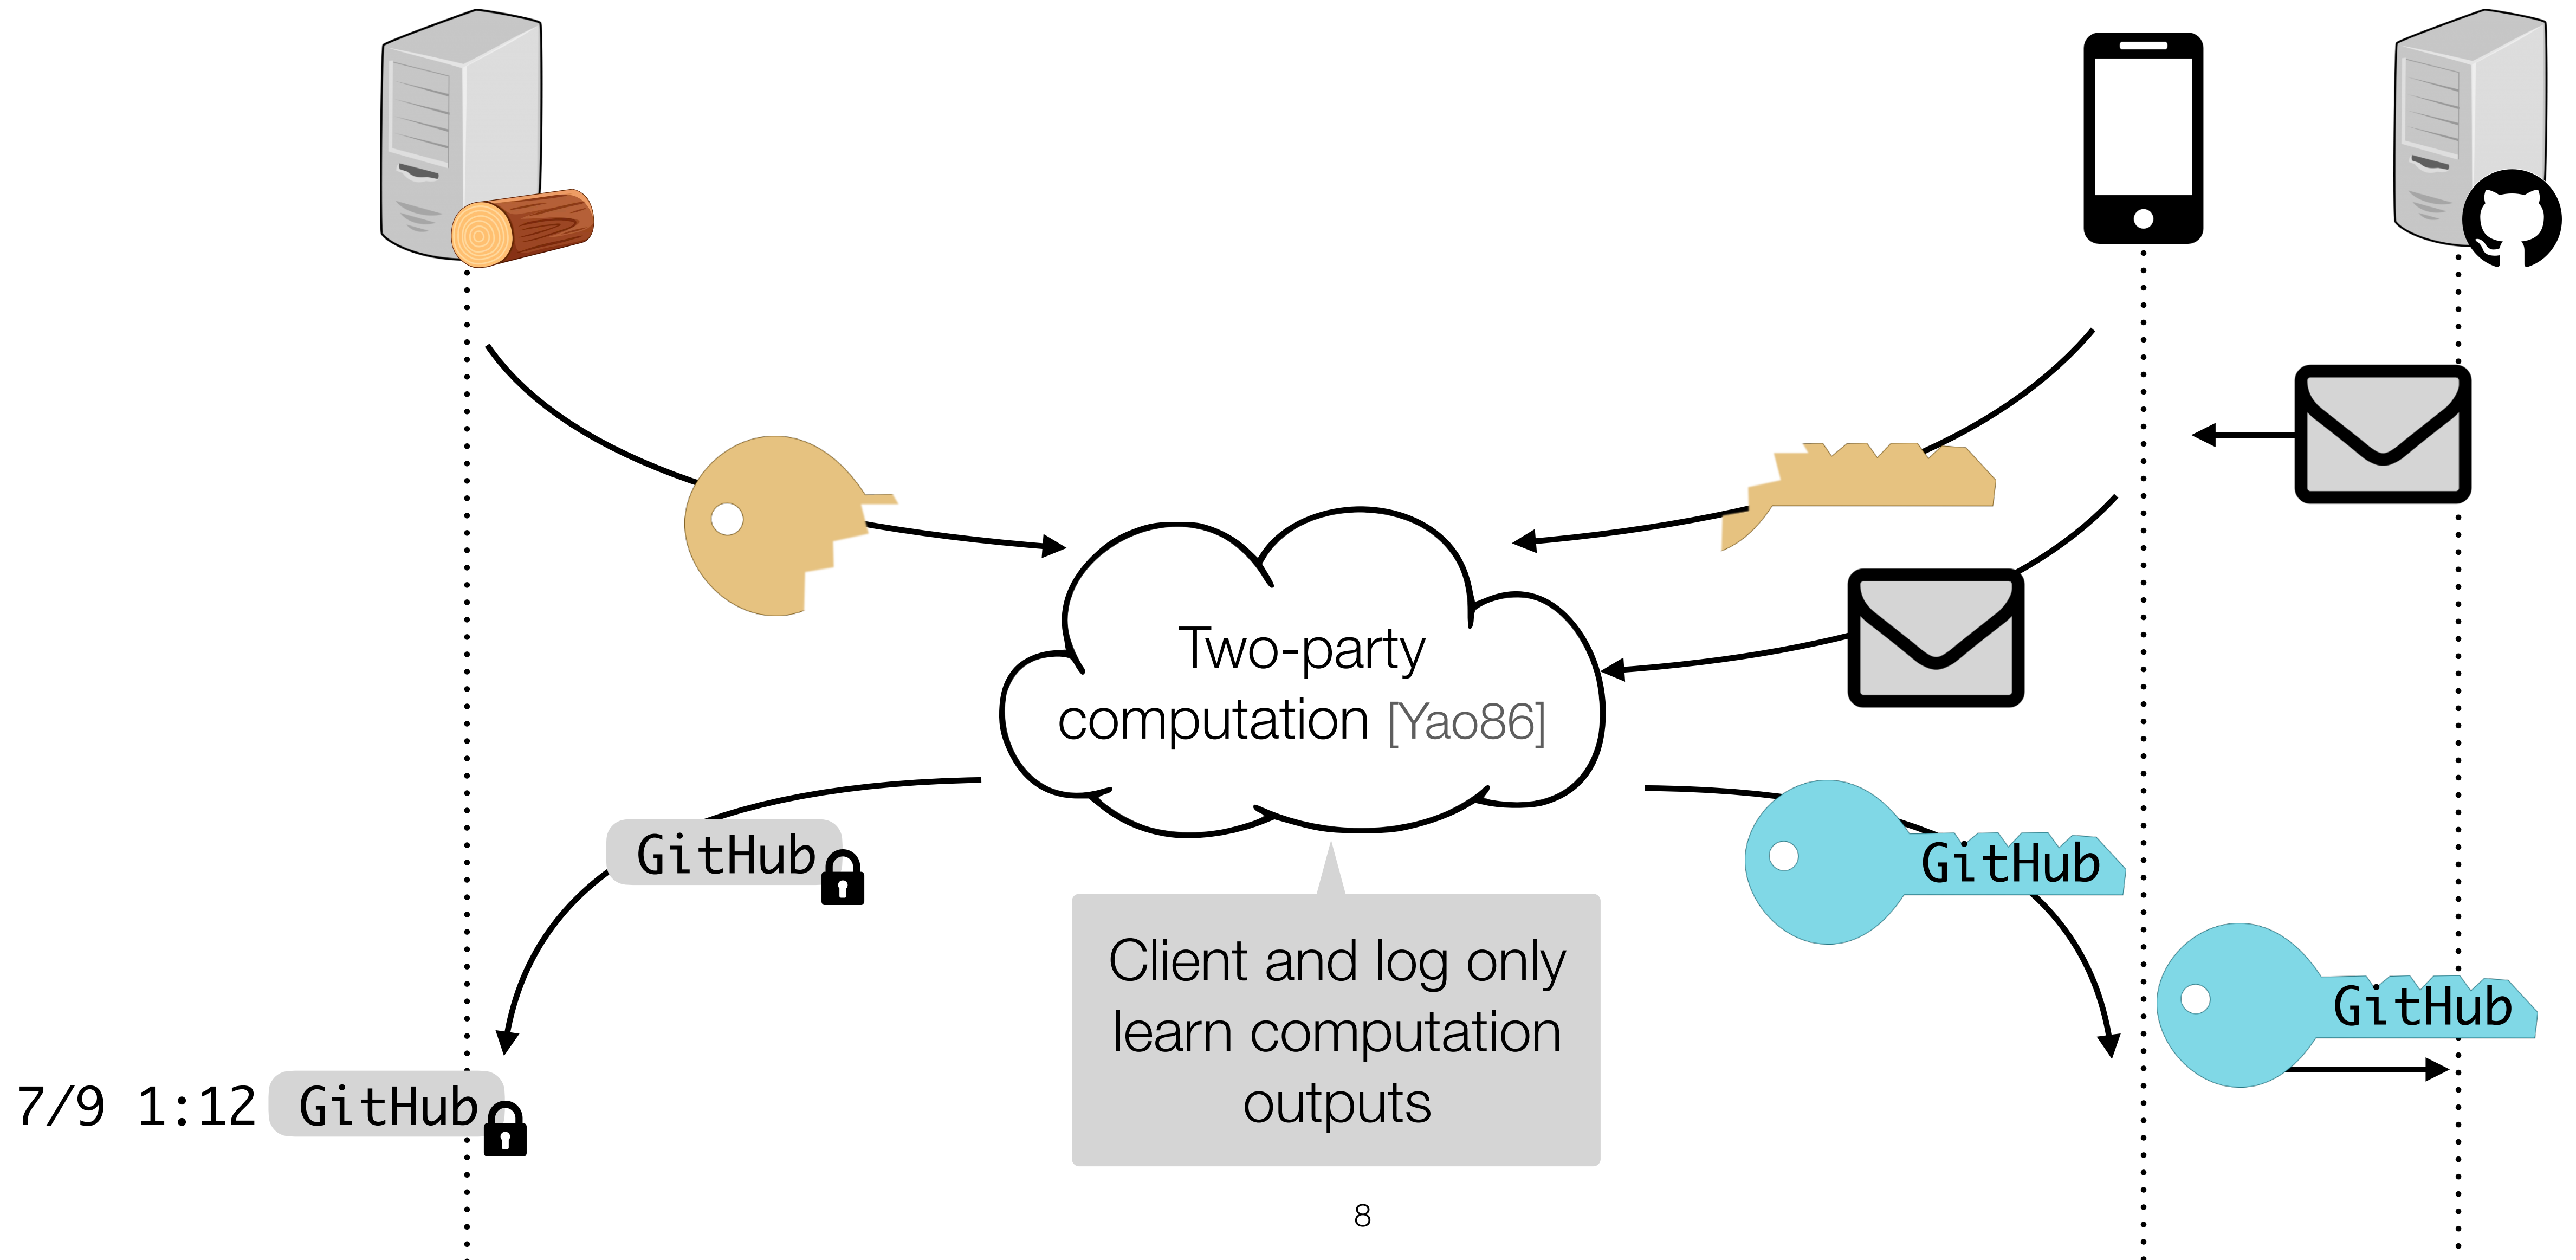 Two-party
computation [Yao86]
GitHub
GitHub
Client and log only
learn computation
outputs
GitHub
7/9 1:12 GitHub
8